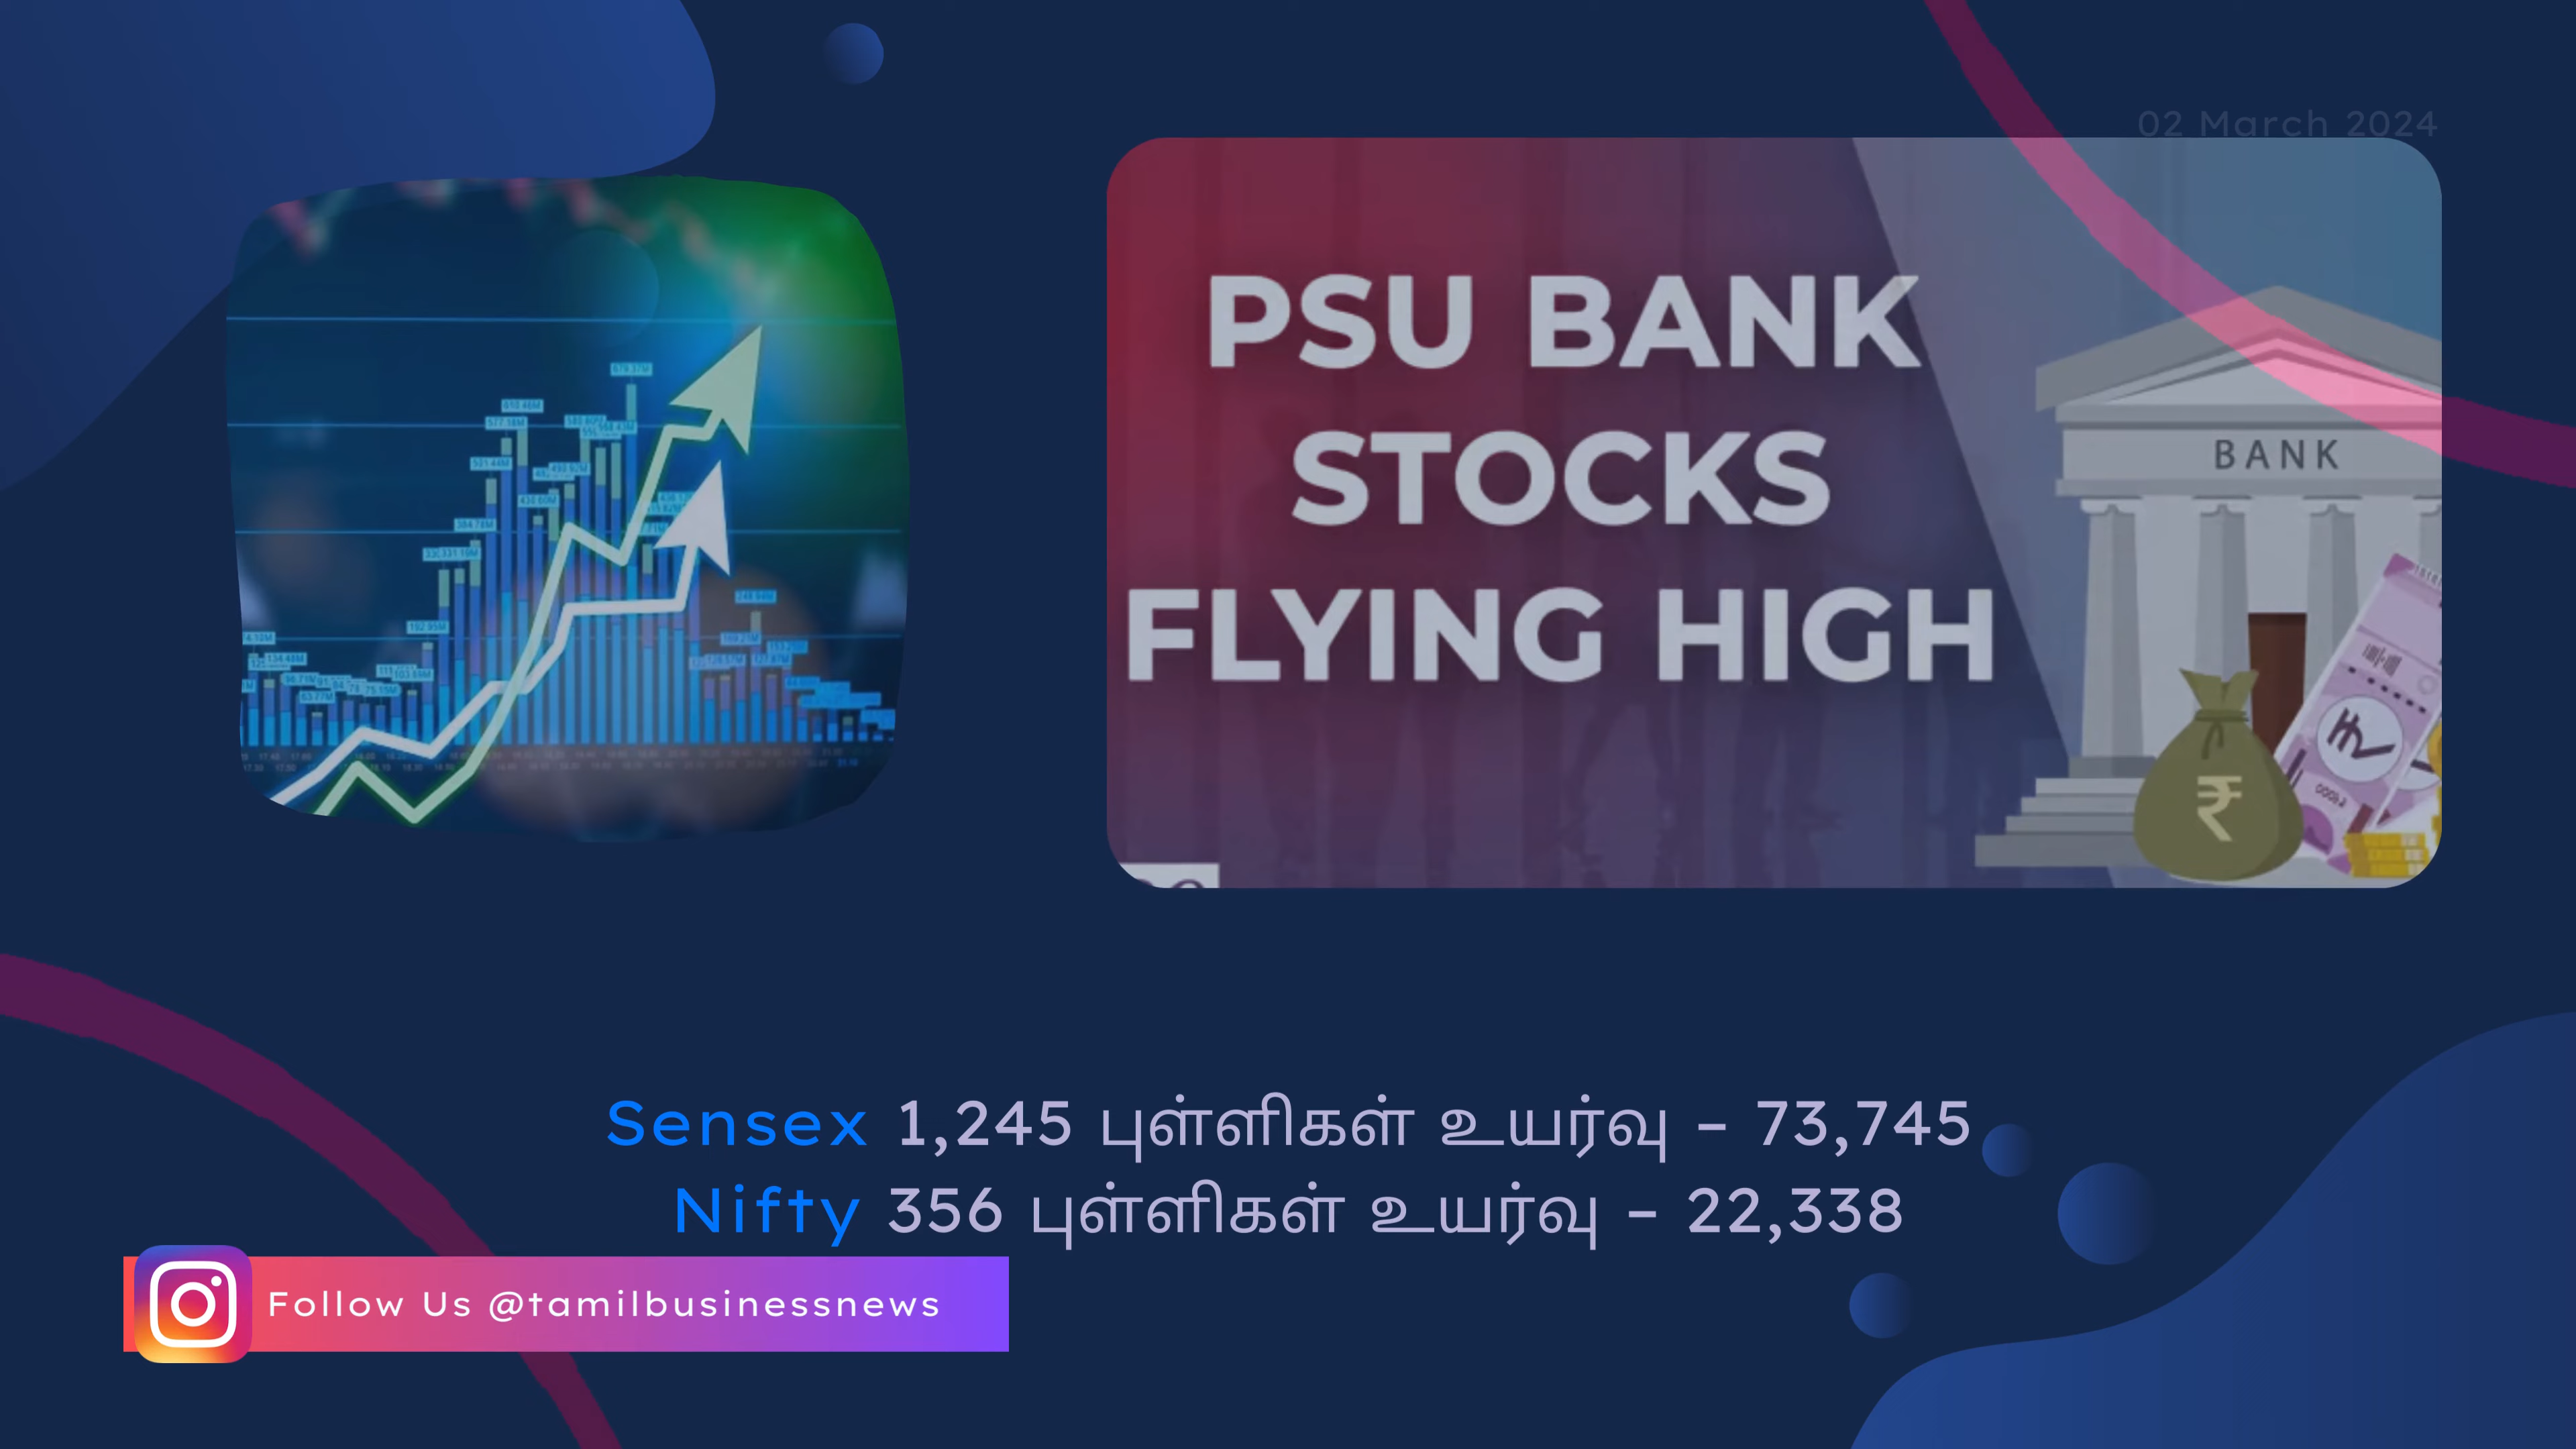 02 March 2024
PSU BANK
STOCKS
FLYING HIGH
BANK
₹
Sensex 1,245 புள்ளிகள் உயர்வு – 73,745
Nifty 356 புள்ளிகள் உயர்வு – 22,338
Follow Us @tamilbusinessnews